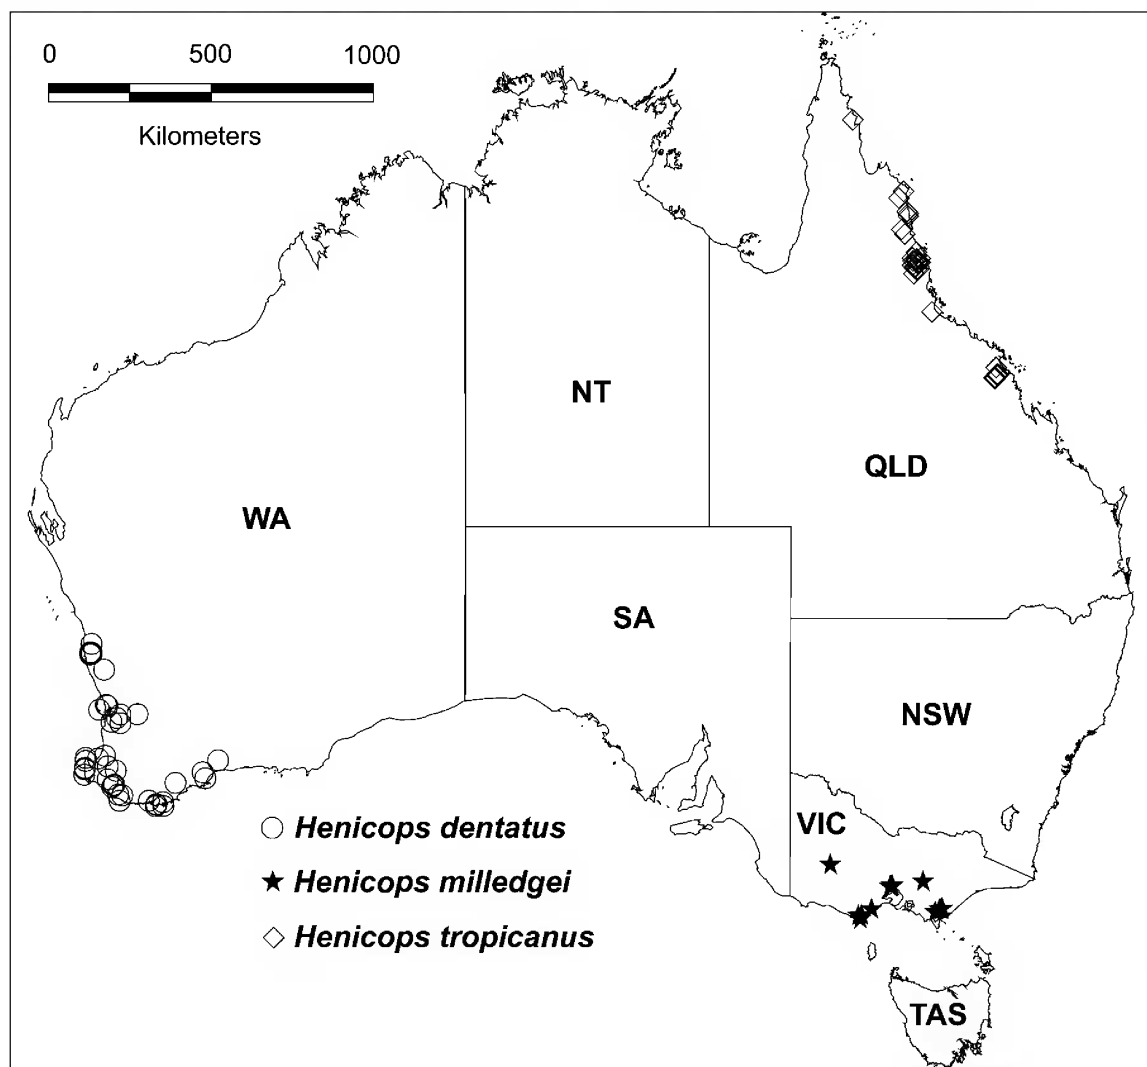 0 500 1000
Kilometers
NT
QLD
WA
SA
NSW
VIC
Henicops dentatus
Henicops milledgei
Henicops tropicanus
TAS